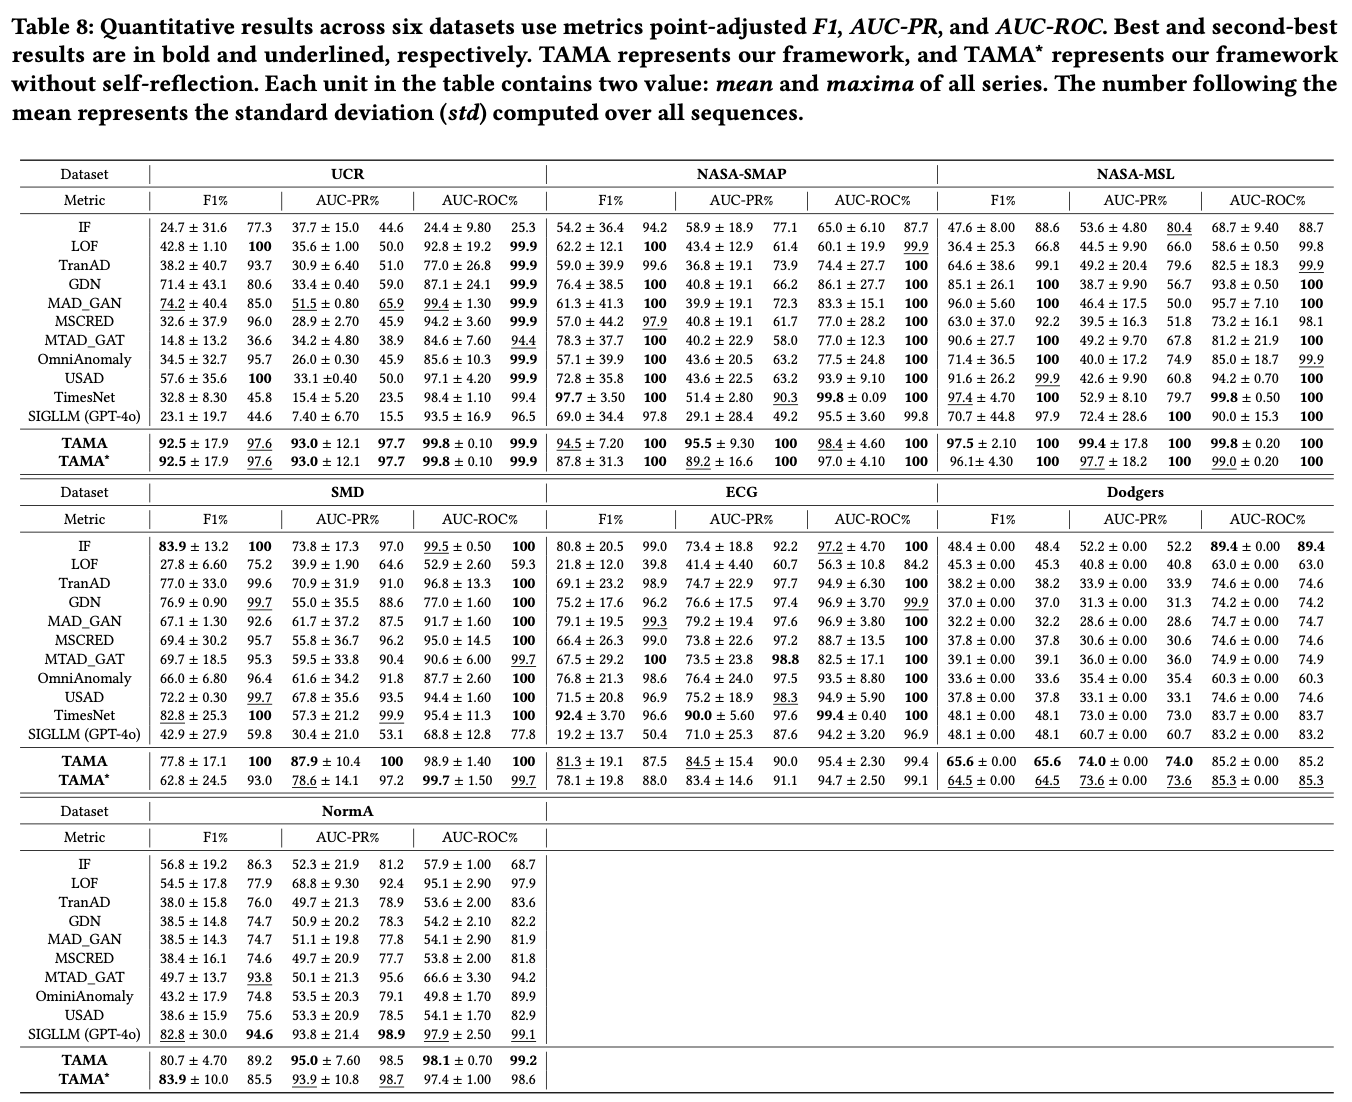 Table 8: Quantitative results across six datasets use metrics point-adjusted F1, AUC-PR, and AUC-ROC. Best and second-best
results are in bold and underlined, respectively. TAMA represents our framework, and TAMA* represents our framework
without self-reflection. Each unit in the table contains two value: mean and maxima of all series. The number following the
mean represents the standard deviation (std) computed over all sequences.
Dataset UCR NASA-SMAP NASA-MSL
Metric F1% AUC-PR% AUC-ROC% F1% AUC-PR% AUC-ROC% F1% AUC-PR% AUC-ROC%
IF 24.7 ± 31.6 77.3 37.7 ± 15.0 44.6 24.4 ± 9.80 25.3 54.2 ± 36.4 94.2 58.9 ± 18.9 77.1 65.0 ± 6.10 87.7 47.6 ± 8.00 88.6 53.6 ± 4.80 80.4 68.7 ± 9.40 88.7
LOF 42.8 ± 1.10 100 35.6 ± 1.00 50.0 92.8 ± 19.2 99.9 62.2 ± 12.1 100 43.4 ± 12.9 61.4 60.1 ± 19.9 99.9 36.4 ± 25.3 66.8 44.5 ± 9.90 66.0 58.6 ± 0.50 99.8
TranAD 38.2 ± 40.7 93.7 30.9 ± 6.40 51.0 77.0 ± 26.8 99.9 59.0 ± 39.9 99.6 36.8 ± 19.1 73.9 74.4 ± 27.7 100 64.6 ± 38.6 99.1 49.2 ± 20.4 79.6 82.5 ± 18.3 99.9
GDN 71.4 ± 43.1 80.6 33.4 ± 0.40 59.0 87.1 ± 24.1 99.9 76.4 ± 38.5 100 40.8 ± 19.1 66.2 86.1 ± 27.7 100 85.1 ± 26.1 100 38.7 ± 9.90 56.7 93.8 ± 0.50 100
MAD_GAN 74.2 ± 40.4 85.0 51.5 ± 0.80 65.9 99.4 ± 1.30 99.9 61.3 ± 41.3 100 39.9 ± 19.1 72.3 83.3 ± 15.1 100 96.0 ± 5.60 100 46.4 ± 17.5 50.0 95.7 ± 7.10 100
MSCRED 32.6 ± 37.9 96.0 28.9 ± 2.70 45.9 94.2 ± 3.60 99.9 57.0 ± 44.2 97.9 40.8 ± 19.1 61.7 77.0 ± 28.2 100 63.0 ± 37.0 92.2 39.5 ± 16.3 51.8 73.2 ± 16.1 98.1
MTAD_GAT 14.8 ± 13.2 36.6 34.2 ± 4.80 38.9 84.6 ± 7.60 94.4 78.3 ± 37.7 100 40.2 ± 22.9 58.0 77.0 ± 12.3 100 90.6 ± 27.7 100 49.2 ± 9.70 67.8 81.2 ± 21.9 100
OmniAnomaly 34.5 ± 32.7 95.7 26.0 ± 0.30 45.9 85.6 ± 10.3 99.9 57.1 ± 39.9 100 43.6 ± 20.5 63.2 77.5 ± 24.8 100 71.4 ± 36.5 100 40.0 ± 17.2 74.9 85.0 ± 18.7 99.9
USAD 57.6 ± 35.6 100 33.1 ±0.40 50.0 97.1 ± 4.20 99.9 72.8 ± 35.8 100 43.6 ± 22.5 63.2 93.9 ± 9.10 100 91.6 ± 26.2 99.9 42.6 ± 9.90 60.8 94.2 ± 0.70 100
TimesNet 32.8 ± 8.30 45.8 15.4 ± 5.20 23.5 98.4 ± 1.10 99.4 97.7 ± 3.50 100 51.4 ± 2.80 90.3 99.8 ± 0.09 100 97.4 ± 4.70 100 52.9 ± 8.10 79.7 99.8 ± 0.50 100
SIGLLM (GPT-4o) 23.1 ± 19.7 44.6 7.40 ± 6.70 15.5 93.5 ± 16.9 96.5 69.0 ± 34.4 97.8 29.1 ± 28.4 49.2 95.5 ± 3.60 99.8 70.7 ± 44.8 97.9 72.4 ± 28.6 100 90.0 ± 15.3 100
TAMA 92.5 ± 17.9 97.6 93.0 ± 12.1 97.7 99.8 ± 0.10 99.9 94.5 ± 7.20 100 95.5 ± 9.30 100 98.4 ± 4.60 100 97.5 ± 2.10 100 99.4 ± 17.8 100 99.8 ± 0.20 100
TAMA* 92.5 ± 17.9 97.6 93.0 ± 12.1 97.7 99.8 ± 0.10 99.9 87.8 ± 31.3 100 89.2 ± 16.6 100 97.0 ± 4.10 100 96.1± 4.30 100 97.7 ± 18.2 100 99.0 ± 0.20 100
Dataset SMD ECG Dodgers
Metric F1% AUC-PR% AUC-ROC% F1% AUC-PR% AUC-ROC% F1% AUC-PR% AUC-ROC%
IF 83.9 ± 13.2 100 73.8 ± 17.3 97.0 99.5 ± 0.50 100 80.8 ± 20.5 99.0 73.4 ± 18.8 92.2 97.2 ± 4.70 100 48.4 ± 0.00 48.4 52.2 ± 0.00 52.2 89.4 ± 0.00 89.4
LOF 27.8 ± 6.60 75.2 39.9 ± 1.90 64.6 52.9 ± 2.60 59.3 21.8 ± 12.0 39.8 41.4 ± 4.40 60.7 56.3 ± 10.8 84.2 45.3 ± 0.00 45.3 40.8 ± 0.00 40.8 63.0 ± 0.00 63.0
TranAD 77.0 ± 33.0 99.6 70.9 ± 31.9 91.0 96.8 ± 13.3 100 69.1 ± 23.2 98.9 74.7 ± 22.9 97.7 94.9 ± 6.30 100 38.2 ± 0.00 38.2 33.9 ± 0.00 33.9 74.6 ± 0.00 74.6
GDN 76.9 ± 0.90 99.7 55.0 ± 35.5 88.6 77.0 ± 1.60 100 75.2 ± 17.6 96.2 76.6 ± 17.5 97.4 96.9 ± 3.70 99.9 37.0 ± 0.00 37.0 31.3 ± 0.00 31.3 74.2 ± 0.00 74.2
MAD_GAN 67.1 ± 1.30 92.6 61.7 ± 37.2 87.5 91.7 ± 1.60 100 79.1 ± 19.5 99.3 79.2 ± 19.4 97.6 96.9 ± 3.80 100 32.2 ± 0.00 32.2 28.6 ± 0.00 28.6 74.7 ± 0.00 74.7
MSCRED 69.4 ± 30.2 95.7 55.8 ± 36.7 96.2 95.0 ± 14.5 100 66.4 ± 26.3 99.0 73.8 ± 22.6 97.2 88.7 ± 13.5 100 37.8 ± 0.00 37.8 30.6 ± 0.00 30.6 74.6 ± 0.00 74.6
MTAD_GAT 69.7 ± 18.5 95.3 59.5 ± 33.8 90.4 90.6 ± 6.00 99.7 67.5 ± 29.2 100 73.5 ± 23.8 98.8 82.5 ± 17.1 100 39.1 ± 0.00 39.1 36.0 ± 0.00 36.0 74.9 ± 0.00 74.9
OmniAnomaly 66.0 ± 6.80 96.4 61.6 ± 34.2 91.8 87.7 ± 2.60 100 76.8 ± 21.3 98.6 76.4 ± 24.0 97.5 93.5 ± 8.80 100 33.6 ± 0.00 33.6 35.4 ± 0.00 35.4 60.3 ± 0.00 60.3
USAD 72.2 ± 0.30 99.7 67.8 ± 35.6 93.5 94.4 ± 1.60 100 71.5 ± 20.8 96.9 75.2 ± 18.9 98.3 94.9 ± 5.90 100 37.8 ± 0.00 37.8 33.1 ± 0.00 33.1 74.6 ± 0.00 74.6
TimesNet 82.8 ± 25.3 100 57.3 ± 21.2 99.9 95.4 ± 11.3 100 92.4 ± 3.70 96.6 90.0 ± 5.60 97.6 99.4 ± 0.40 100 48.1 ± 0.00 48.1 73.0 ± 0.00 73.0 83.7 ± 0.00 83.7
SIGLLM (GPT-4o) 42.9 ± 27.9 59.8 30.4 ± 21.0 53.1 68.8 ± 12.8 77.8 19.2 ± 13.7 50.4 71.0 ± 25.3 87.6 94.2 ± 3.20 96.9 48.1 ± 0.00 48.1 60.7 ± 0.00 60.7 83.2 ± 0.00 83.2
TAMA 77.8 ± 17.1 100 87.9 ± 10.4 100 98.9 ± 1.40 100 81.3 ± 19.1 87.5 84.5 ± 15.4 90.0 95.4 ± 2.30 99.4 65.6 ± 0.00 65.6 74.0 ± 0.00 74.0 85.2 ± 0.00 85.2
TAMA* 62.8 ± 24.5 93.0 78.6 ± 14.1 97.2 99.7 ± 1.50 99.7 78.1 ± 19.8 88.0 83.4 ± 14.6 91.1 94.7 ± 2.50 99.1 64.5 ± 0.00 64.5 73.6 ± 0.00 73.6 85.3 ± 0.00 85.3
Dataset NormA
Metric F1% AUC-PR% AUC-ROC%
IF 56.8 ± 19.2 86.3 52.3 ± 21.9 81.2 57.9 ± 1.00 68.7
LOF 54.5 ± 17.8 77.9 68.8 ± 9.30 92.4 95.1 ± 2.90 97.9
TranAD 38.0 ± 15.8 76.0 49.7 ± 21.3 78.9 53.6 ± 2.00 83.6
GDN 38.5 ± 14.8 74.7 50.9 ± 20.2 78.3 54.2 ± 2.10 82.2
MAD_GAN 38.5 ± 14.3 74.7 51.1 ± 19.8 77.8 54.1 ± 2.90 81.9
MSCRED 38.4 ± 16.1 74.6 49.7 ± 20.9 77.7 53.8 ± 2.00 81.8
MTAD_GAT 49.7 ± 13.7 93.8 50.1 ± 21.3 95.6 66.6 ± 3.30 94.2
OminiAnomaly 43.2 ± 17.9 74.8 53.5 ± 20.3 79.1 49.8 ± 1.70 89.9
USAD 38.6 ± 15.9 75.6 53.3 ± 20.9 78.5 54.1 ± 1.70 82.9
SIGLLM (GPT-4o) 82.8 ± 30.0 94.6 93.8 ± 21.4 98.9 97.9 ± 2.50 99.1
TAMA 80.7 ± 4.70 89.2 95.0 ± 7.60 98.5 98.1 ± 0.70 99.2
TAMA* 83.9 ± 10.0 85.5 93.9 ± 10.8 98.7 97.4 ± 1.00 98.6